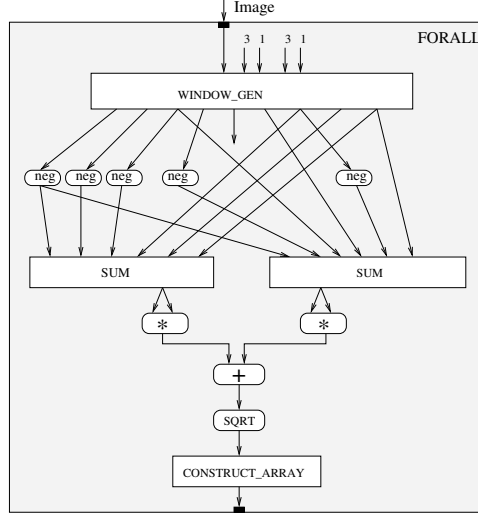 Image
FORALL
3 1 3 1
WINDOW_GEN
neg neg neg neg neg
SUM SUM
* *
+
SQRT
CONSTRUCT_ARRAY